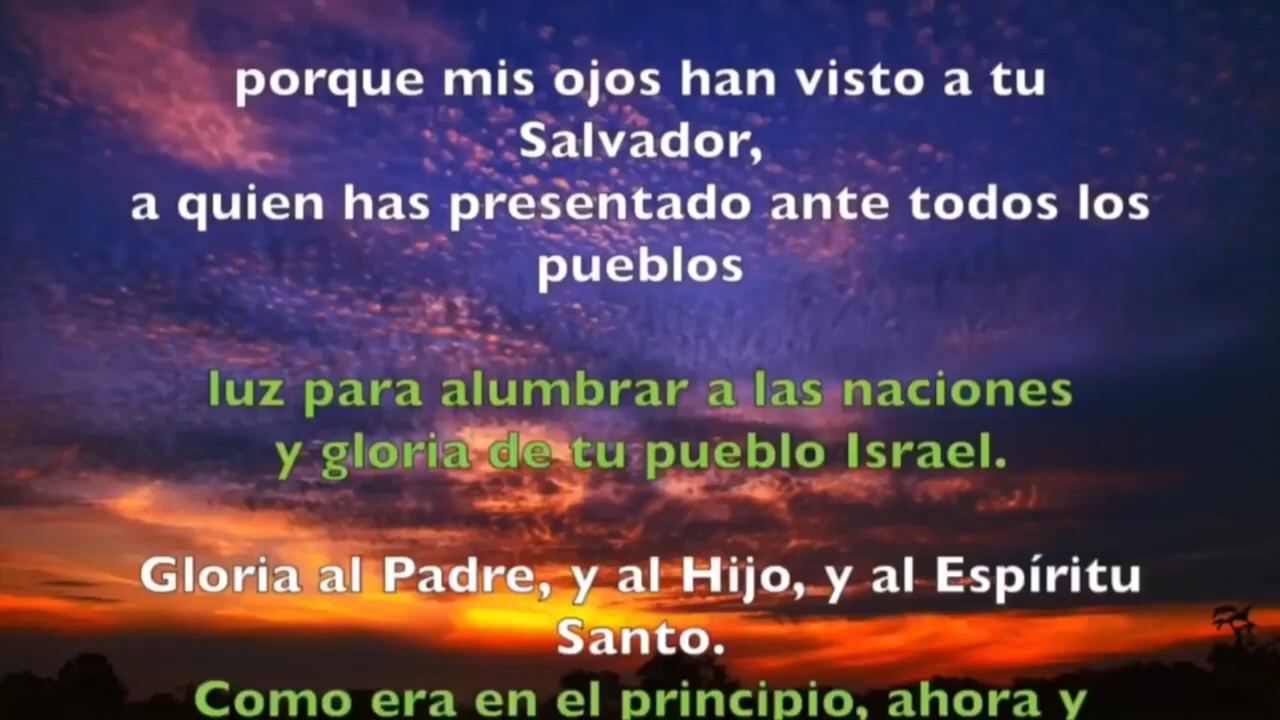 porque mis ojos han visto a tu
Salvador,
a quien has presentado ante todos los
pueblos
luz para alumbrar a las naciones
y gloria de tu pueblo Israel.
Gloria al Padre, y al Hijo, y al Espíritu
Santo.
Como era en el principio, ahora y